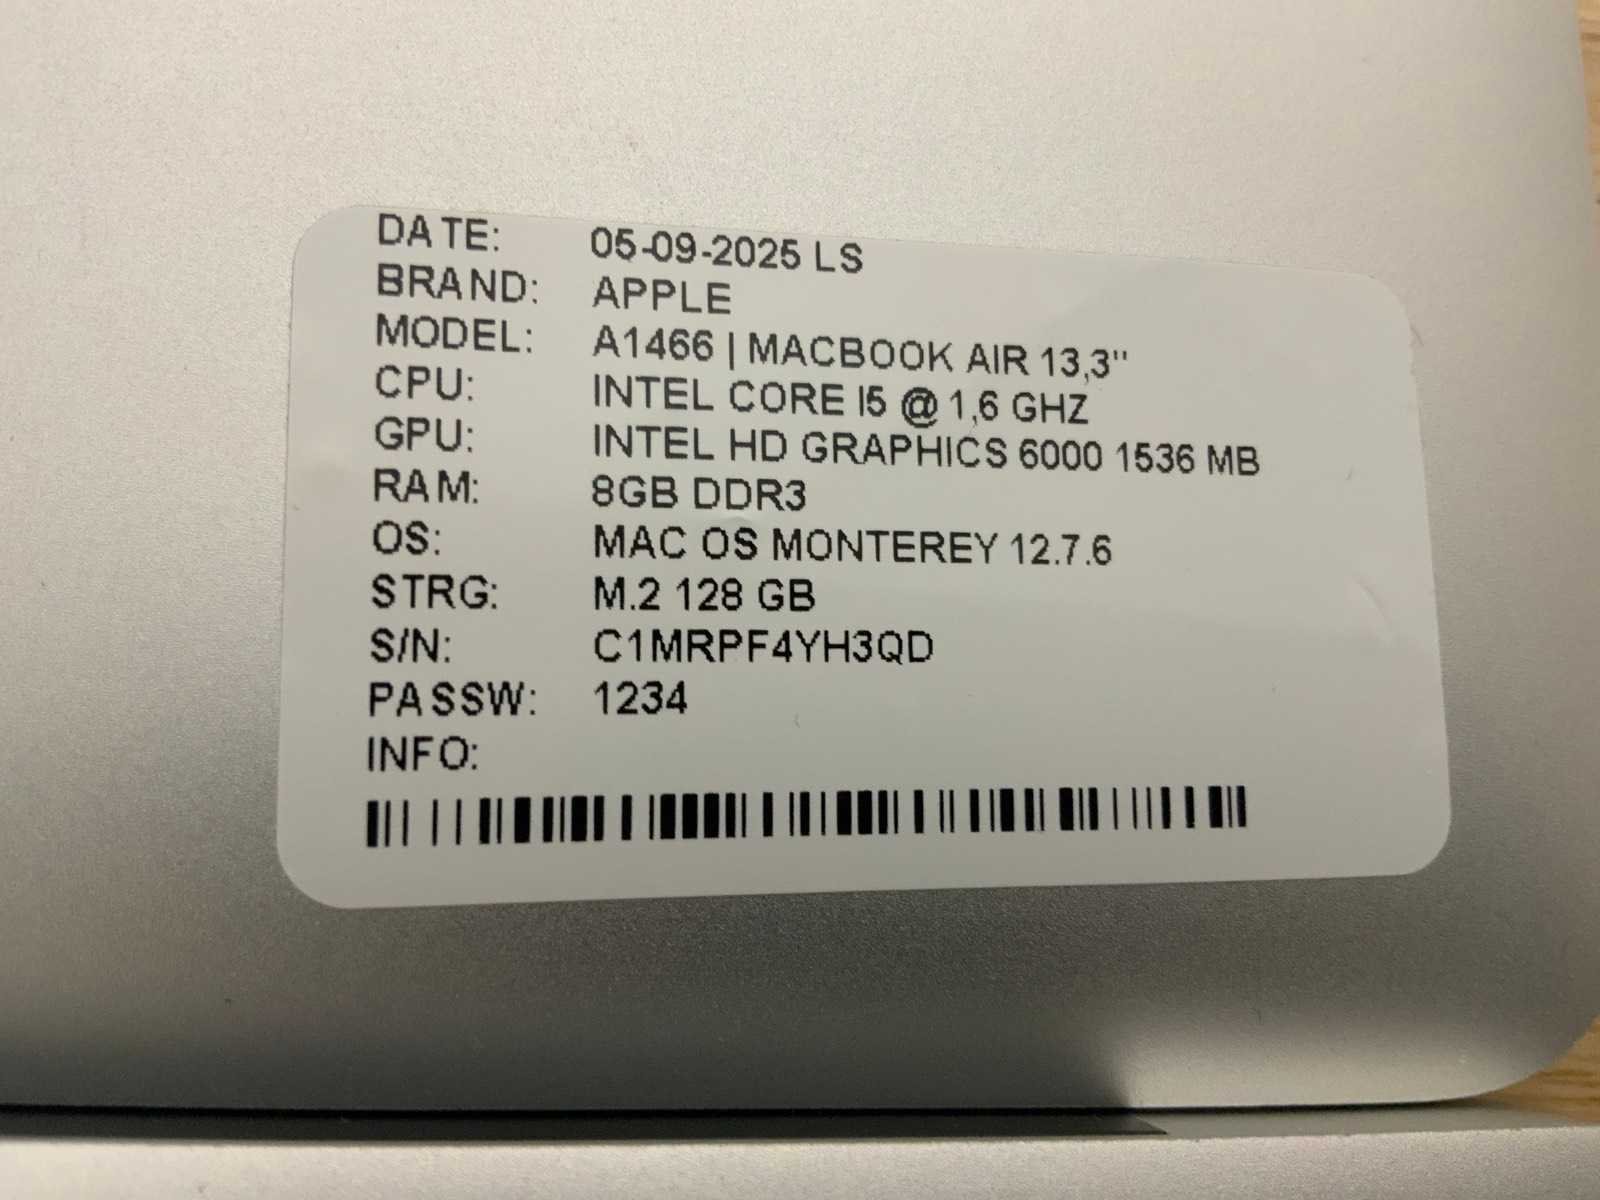 DATE: 05-09-2025 LS
BRAND: APPLE
MODEL: A1466 | MACBOOK AIR 13,3"
CPU: INTEL CORE I5 @ 1,6 GHZ
GPU: INTEL HD GRAPHICS 6000 1536 MB
RAM: 8GB DDR3
OS: MAC OS MONTEREY 12.7.6
STRG: M.2 128 GB
S/N: C1MRPF4YH3QD
PASSW: 1234
INFO: